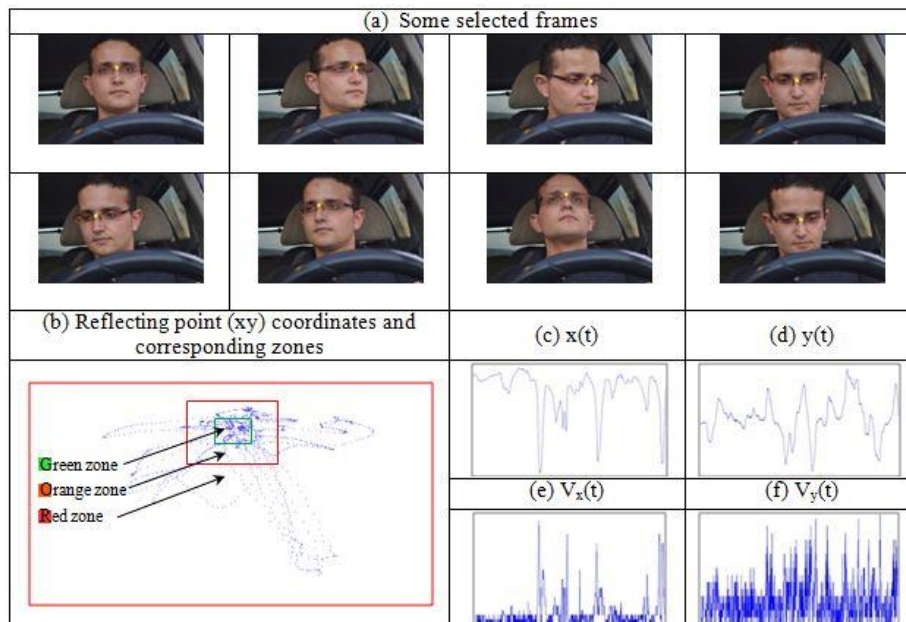 (a) Some selected frames
(b) Reflecting point (xy) coordinates and
corresponding zones
(c) x(t)
(d) y(t)
Green zone
Orange zone
Red zone
(e) Vx(t)
(f) Vy(t)